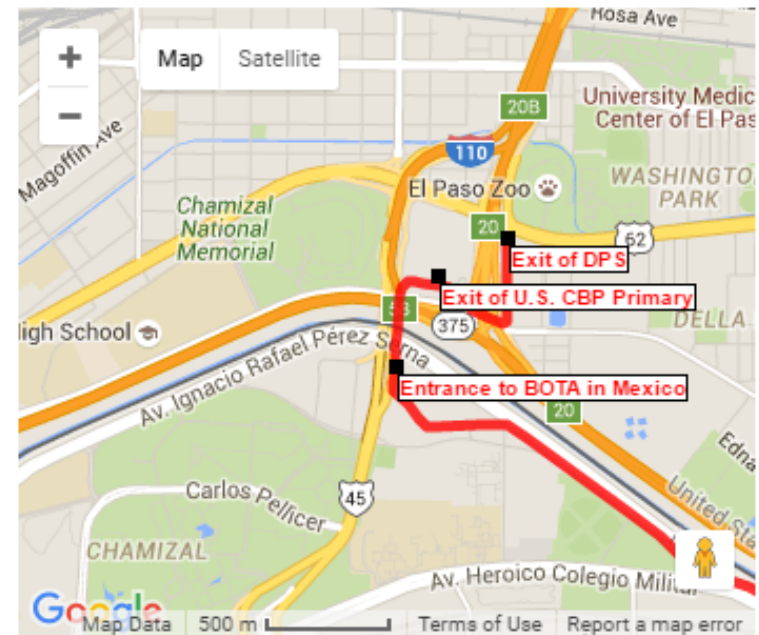 Rosa Ave
+
Map Satellite
−
20B
University Medic
Center of El Pas
Magoffin Ave
110
El Paso Zoo
WASHINGTO
PARK
Chamizal
National
Memorial
20
62
Exit of DPS
Exit of U.S. CBP Primary
375
DELLA
High School
Av. Ignacio Rafael Pérez Serna
Entrance to BOTA in Mexico
20
Edna
Carlos Pellicer
45
United Sta
CHAMIZAL
Av. Heroico Colegio Militar
Google
Map Data 500 m Terms of Use Report a map error